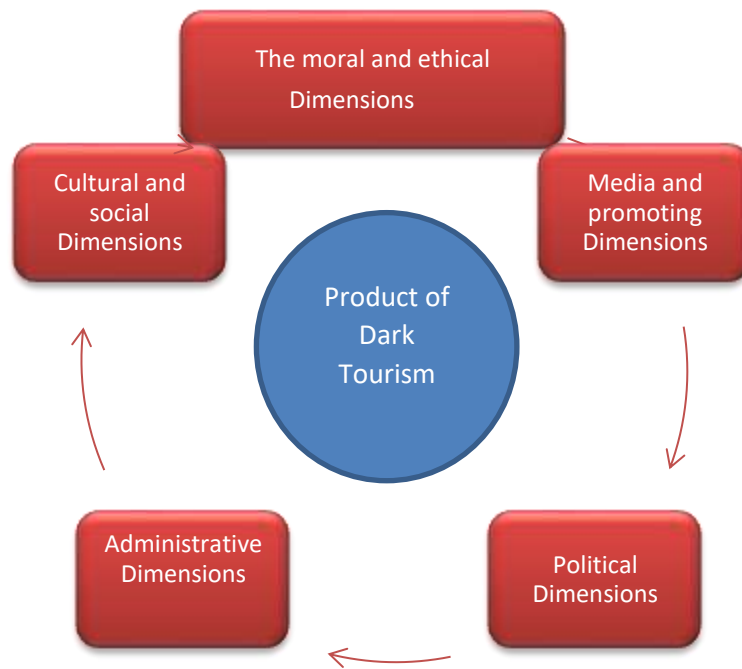 The moral and ethical
Dimensions
Cultural and
social
Dimensions
Media and
promoting
Dimensions
Product of
Dark
Tourism
Administrative
Dimensions
Political
Dimensions